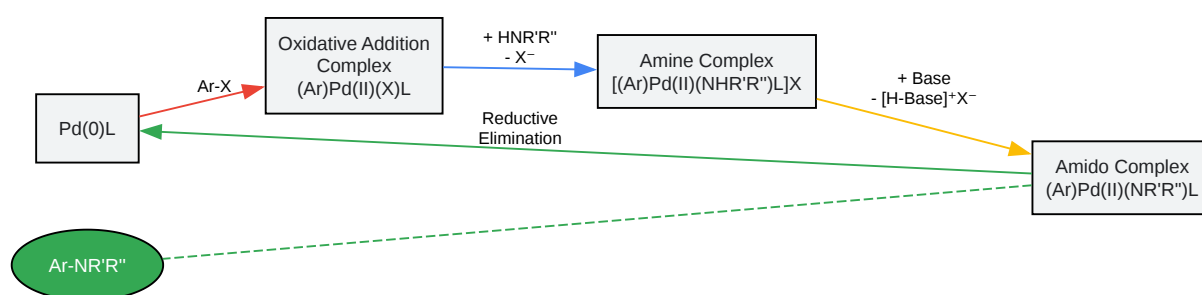 Pd(0)L
Ar-X
Oxidative Addition
Complex
(Ar)Pd(II)(X)L
+ HNR'R"
- X⁻
Amine Complex
[(Ar)Pd(II)(NHR'R")L]X
+ Base
- [H-Base]⁺X⁻
Amido Complex
(Ar)Pd(II)(NR'R")L
Reductive
Elimination
Ar-NR'R"